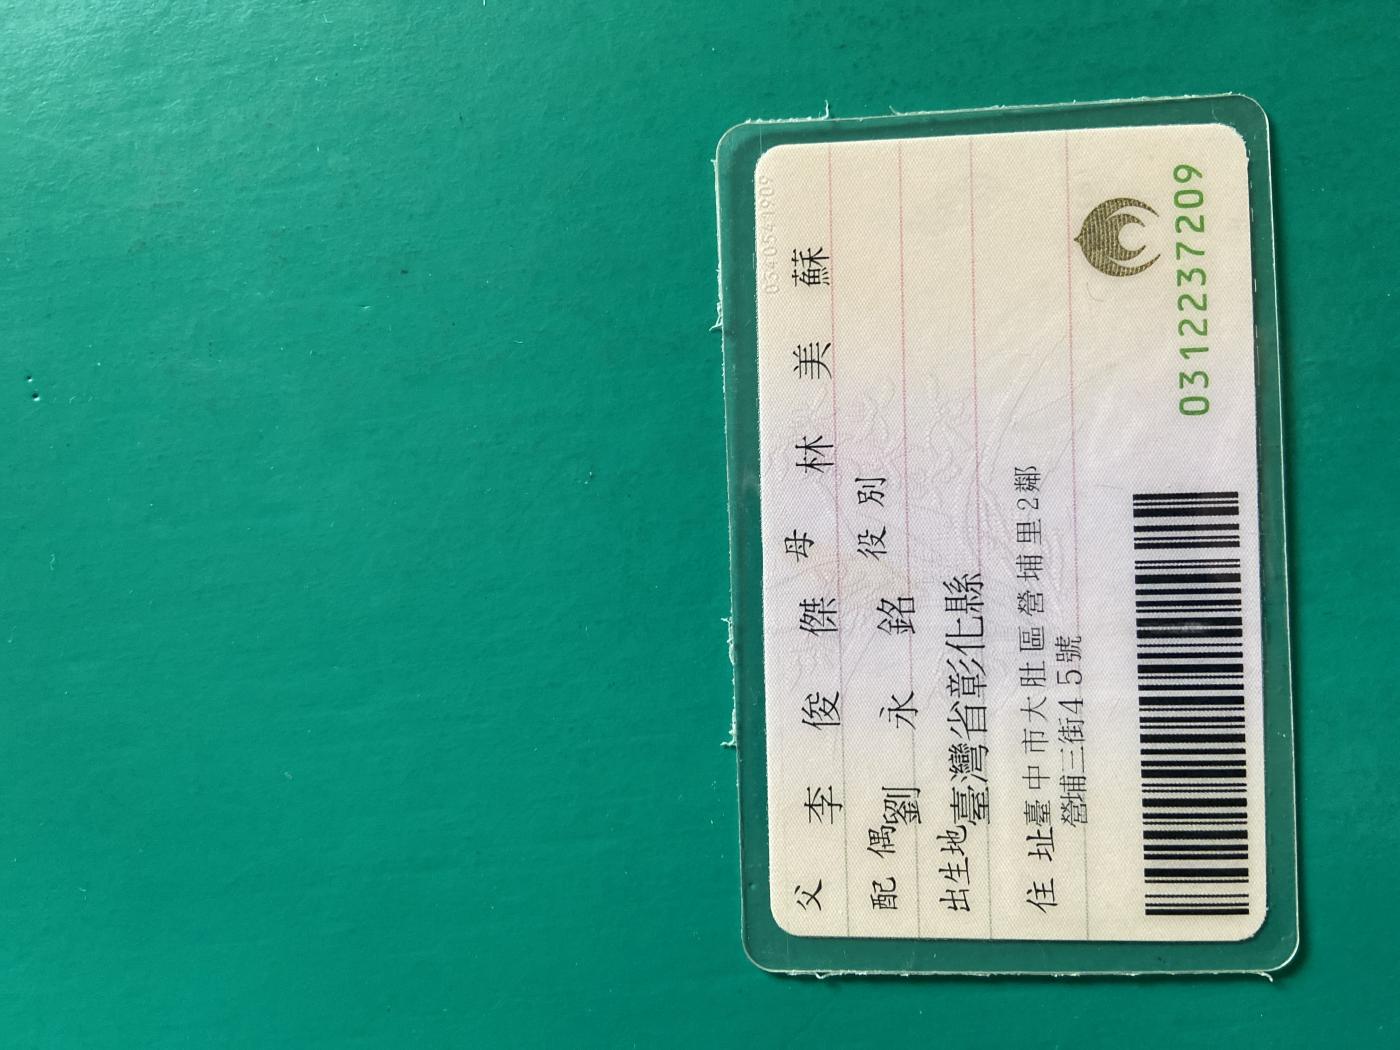 0340541909
父 李俊傑 母 林美蘇
配偶 劉永銘 役別
出生地 臺灣省彰化縣
住址 臺中市大肚區營埔里2鄰
營埔三街45號
0312237209